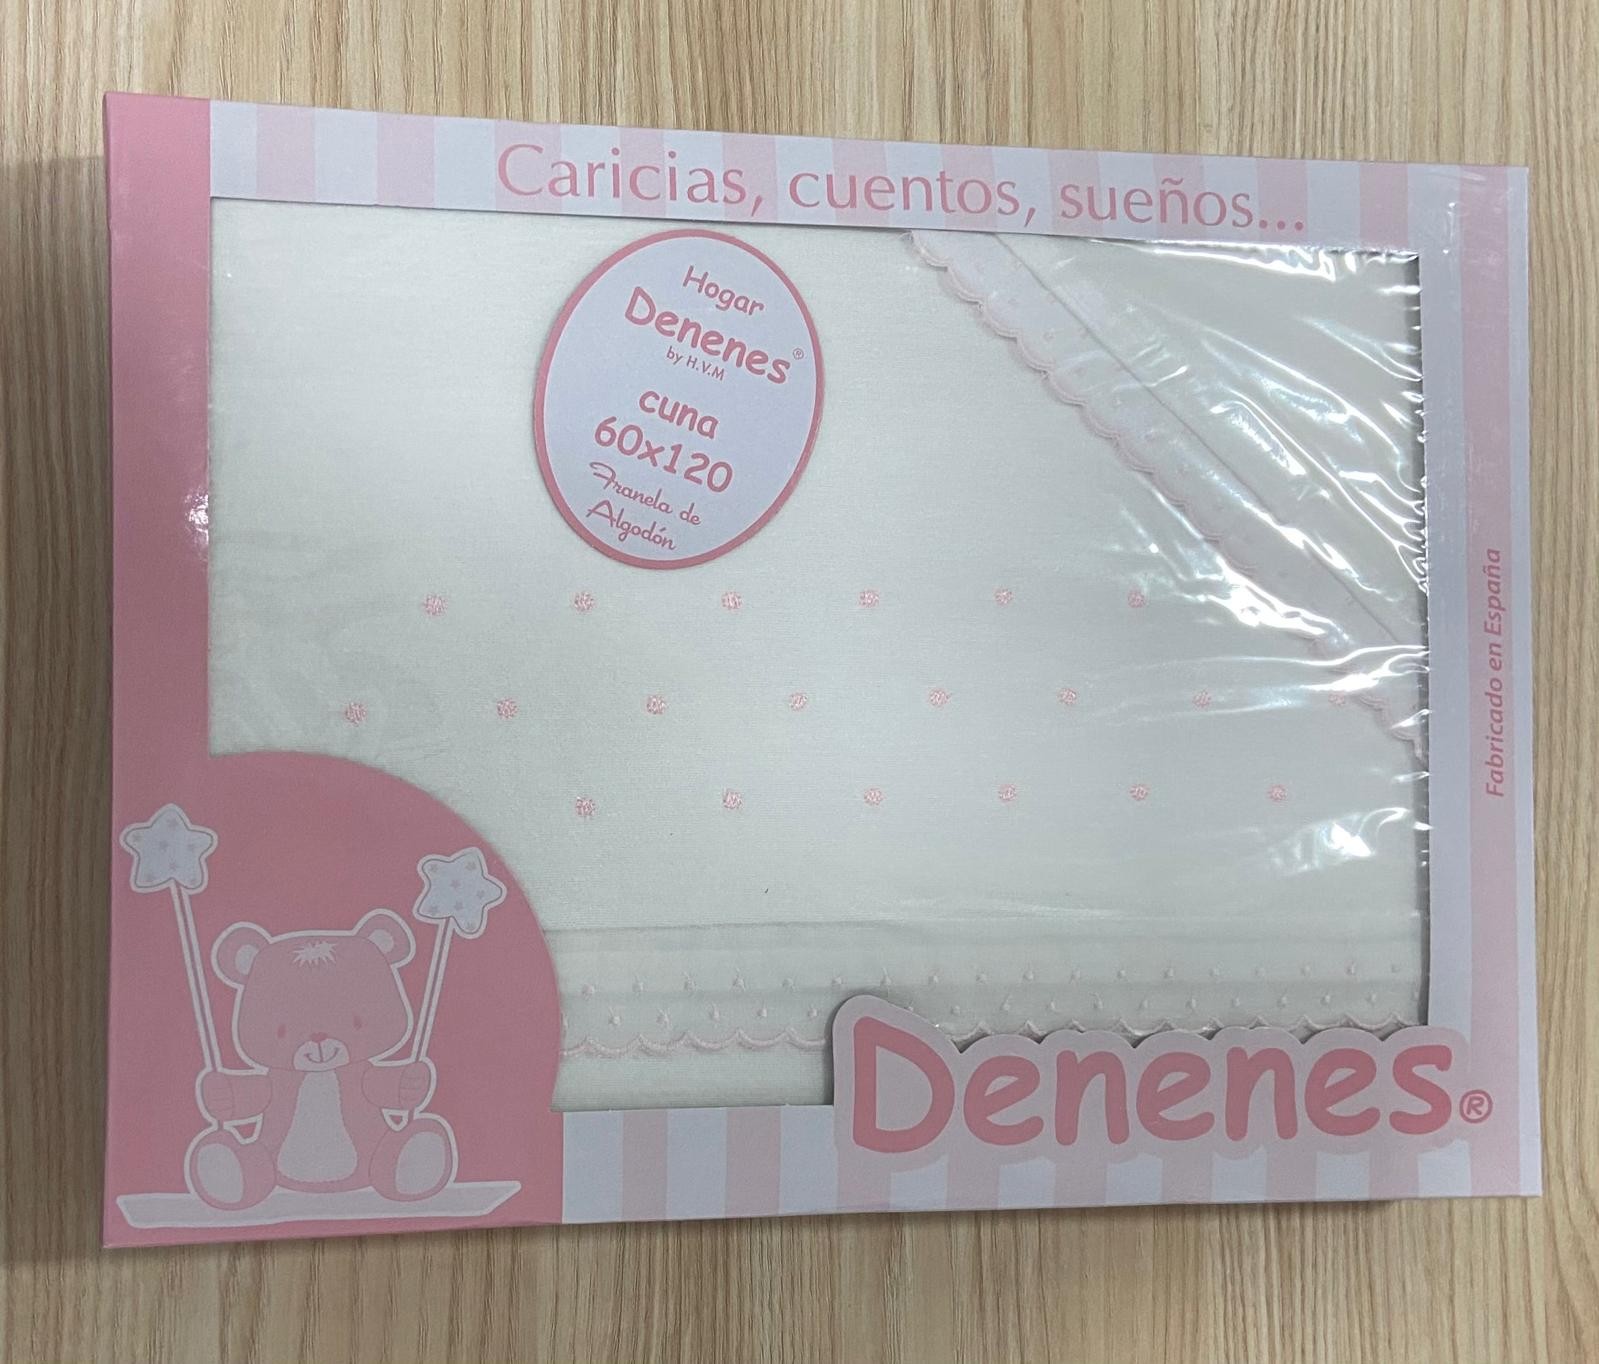 Caricias, cuentos, sueños...
Hogar
Denenes®
by H.V.M
cuna
60x120
Franela de
Algodón
Fabricado en España
Denenes®